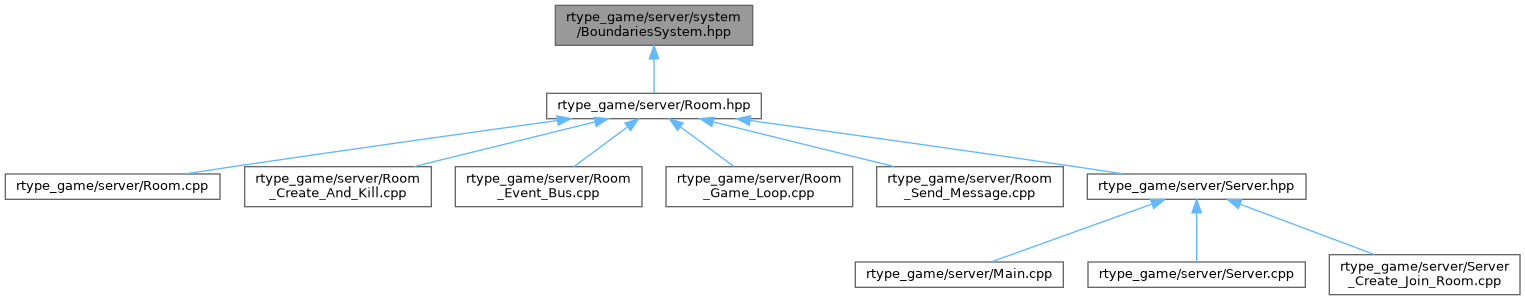 rtype_game/server/system
/BoundariesSystem.hpp
rtype_game/server/Room.hpp
rtype_game/server/Room.cpp
rtype_game/server/Room
_Create_And_Kill.cpp
rtype_game/server/Room
_Event_Bus.cpp
rtype_game/server/Room
_Game_Loop.cpp
rtype_game/server/Room
_Send_Message.cpp
rtype_game/server/Server.hpp
rtype_game/server/Main.cpp
rtype_game/server/Server.cpp
rtype_game/server/Server
_Create_Join_Room.cpp